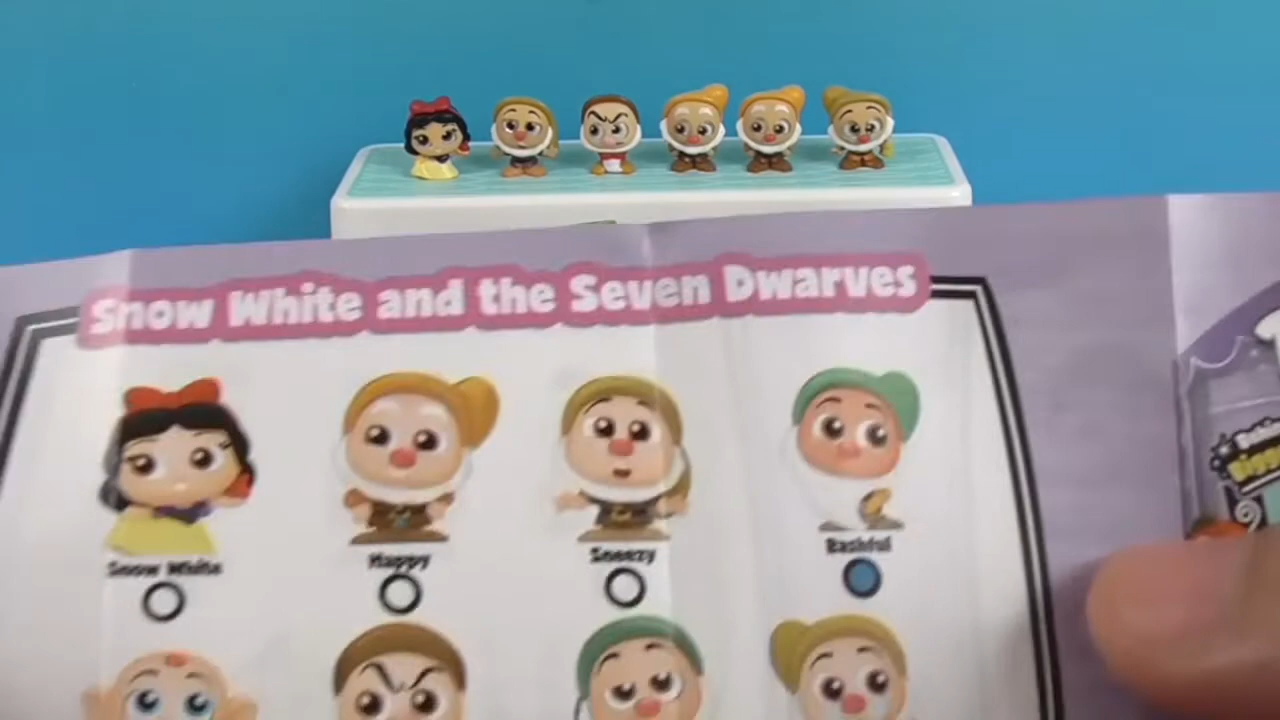 Snow White and the Seven Dwarves
Snow White
Happy
Sneezy
Bashful